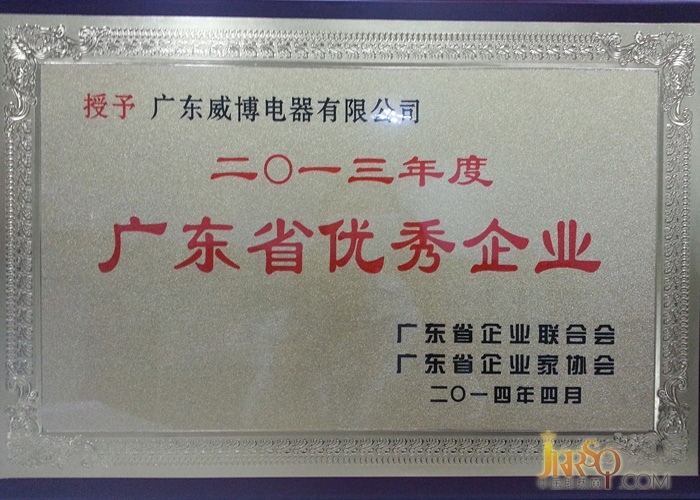 授予 广东威博电器有限公司
二〇一三年度
广东省优秀企业
广东省企业联合会
广东省企业家协会
二〇一四年四月
JRRSQ.COM